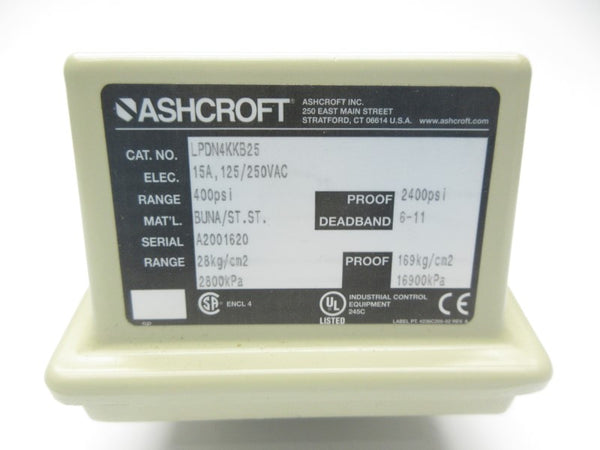 ASHCROFT®
ASHCROFT INC.
250 EAST MAIN STREET
STRATFORD, CT 06614 U.S.A. www.ashcroft.com
CAT. NO. LPDN4KKB25
ELEC. 15A,125/250VAC
RANGE 400psi PROOF 2400psi
MAT'L. BUNA/ST.ST. DEADBAND 6-11
SERIAL A2001620
RANGE 28kg/cm2 PROOF 169kg/cm2
2800kPa 16900kPa
SP
ENCL 4
UL
LISTED
INDUSTRIAL CONTROL
EQUIPMENT
245C
CE